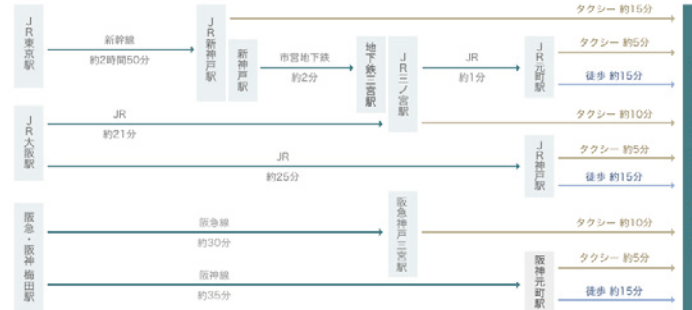 JR東京駅
新幹線
約2時間50分
JR新神戸駅
新神戸駅
市営地下鉄
約2分
地下鉄三宮駅
JR三ノ宮駅
JR
約1分
JR元町駅
タクシー 約15分
タクシー 約5分
徒歩 約15分
タクシー 約10分
JR大阪駅
JR
約21分
JR
約25分
JR神戸駅
タクシー 約5分
徒歩 約15分
阪急・阪神 梅田駅
阪急線
約30分
阪急神戸三宮駅
タクシー 約10分
阪神線
約35分
阪神元町駅
タクシー 約5分
徒歩 約15分